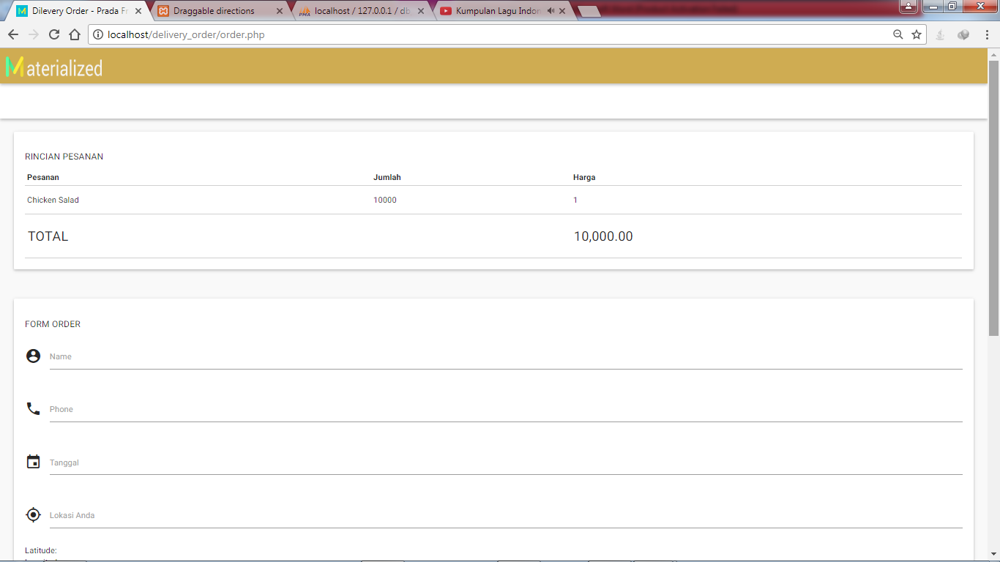 Dilevery Order - Prada Fr
Draggable directions
localhost / 127.0.0.1 / db
Kumpulan Lagu Indon
localhost/delivery_order/order.php
Materialized
RINCIAN PESANAN
Pesanan Jumlah Harga
Chicken Salad 10000 1
TOTAL 10,000.00
FORM ORDER
Name
Phone
Tanggal
Lokasi Anda
Latitude: